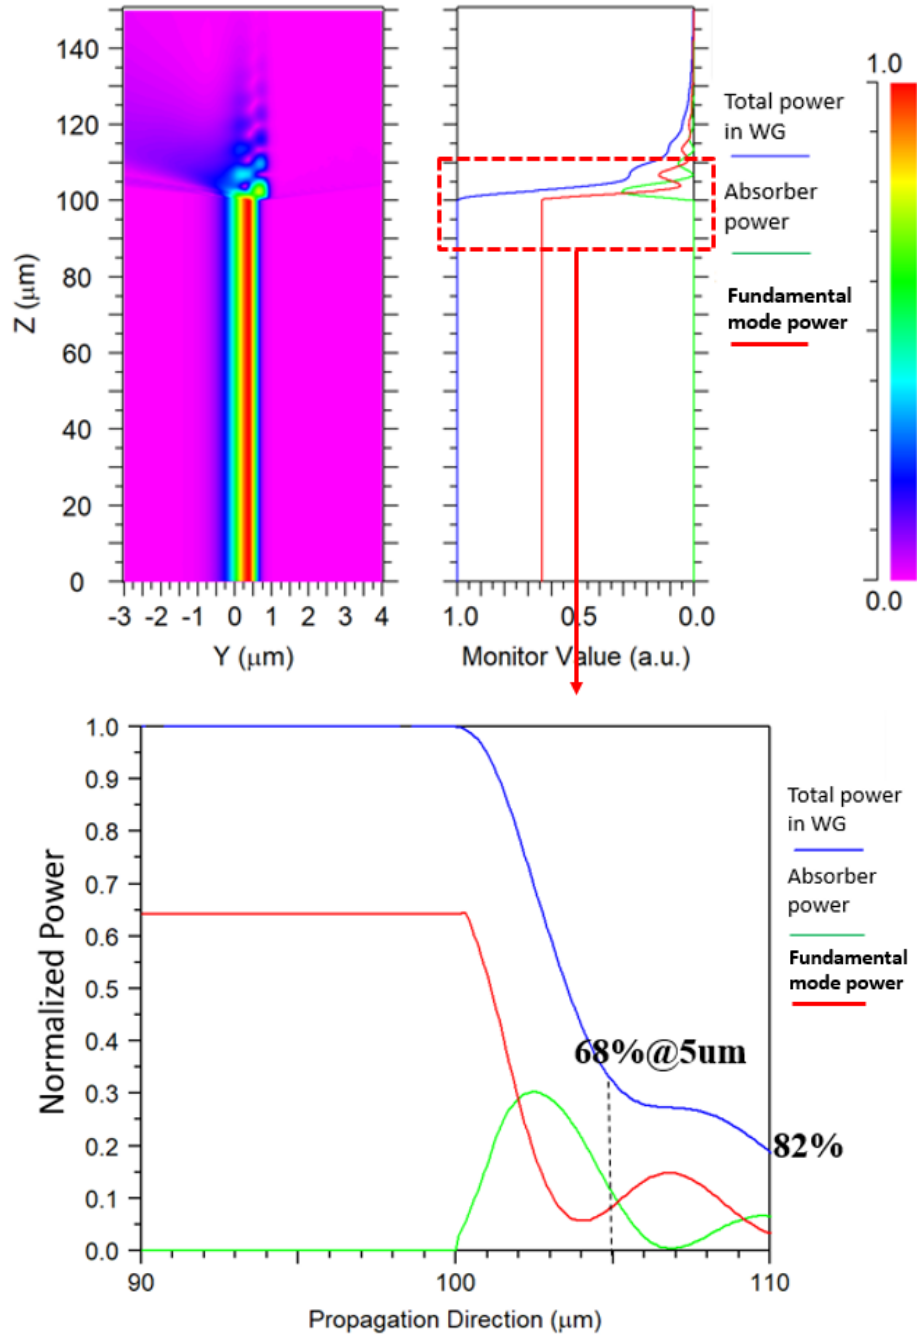 140
120
100
80
60
40
20
0
Z (μm)
-3 -2 -1 0 1 2 3 4
Y (μm)
1.0 0.5 0.0
Monitor Value (a.u.)
Total power
in WG
Absorber
power
Fundamental
mode power
1.0
0.0
1.0
0.9
0.8
0.7
0.6
0.5
0.4
0.3
0.2
0.1
0.0
Normalized Power
68%@5um
82%
90 100 110
Propagation Direction (μm)
Total power
in WG
Absorber
power
Fundamental
mode power